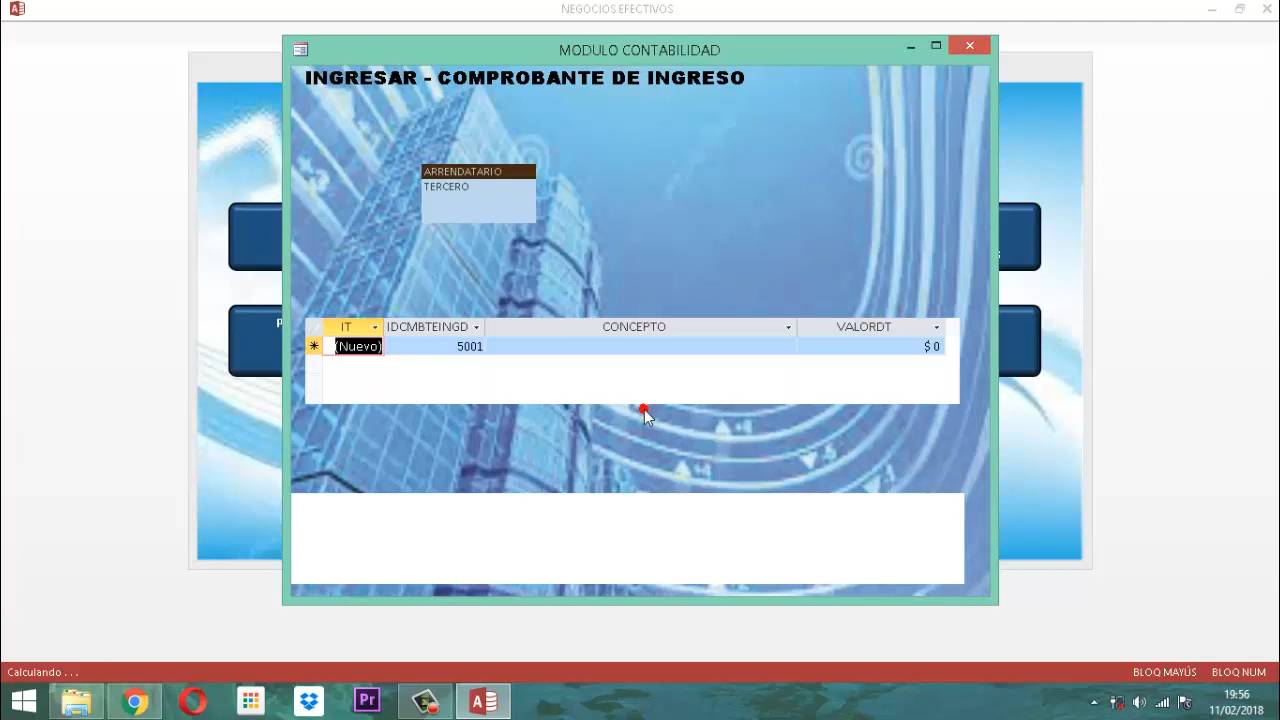 NEGOCIOS EFECTIVOS
MODULO CONTABILIDAD
INGRESAR - COMPROBANTE DE INGRESO
ARRENDATARIO
TERCERO
IT IDCMBTEINGD CONCEPTO VALORDT
(Nuevo) 5001 $ 0
Calculando . . .
BLOQ MAYÚS BLOQ NUM
Pr
19:56
11/02/2018